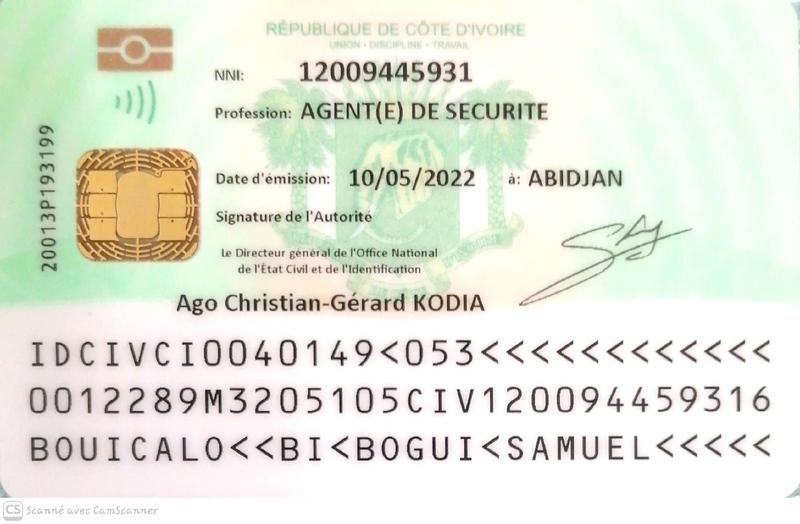 RÉPUBLIQUE DE CÔTE D'IVOIRE
UNION - DISCIPLINE - TRAVAIL
NNI: 12009445931
Profession: AGENT(E) DE SECURITE
20013P193199
Date d'émission: 10/05/2022 à: ABIDJAN
Signature de l'Autorité
Le Directeur général de l'Office National
de l'État Civil et de l'Identification
Ago Christian-Gérard KODIA
IDCIVCI0040149<053<<<<<<<<<<<<
0012289M3205105CIV120094459316
BOUICALO<<BI<BOGUI<SAMUEL<<<<<
CS Scanné avec CamScanner